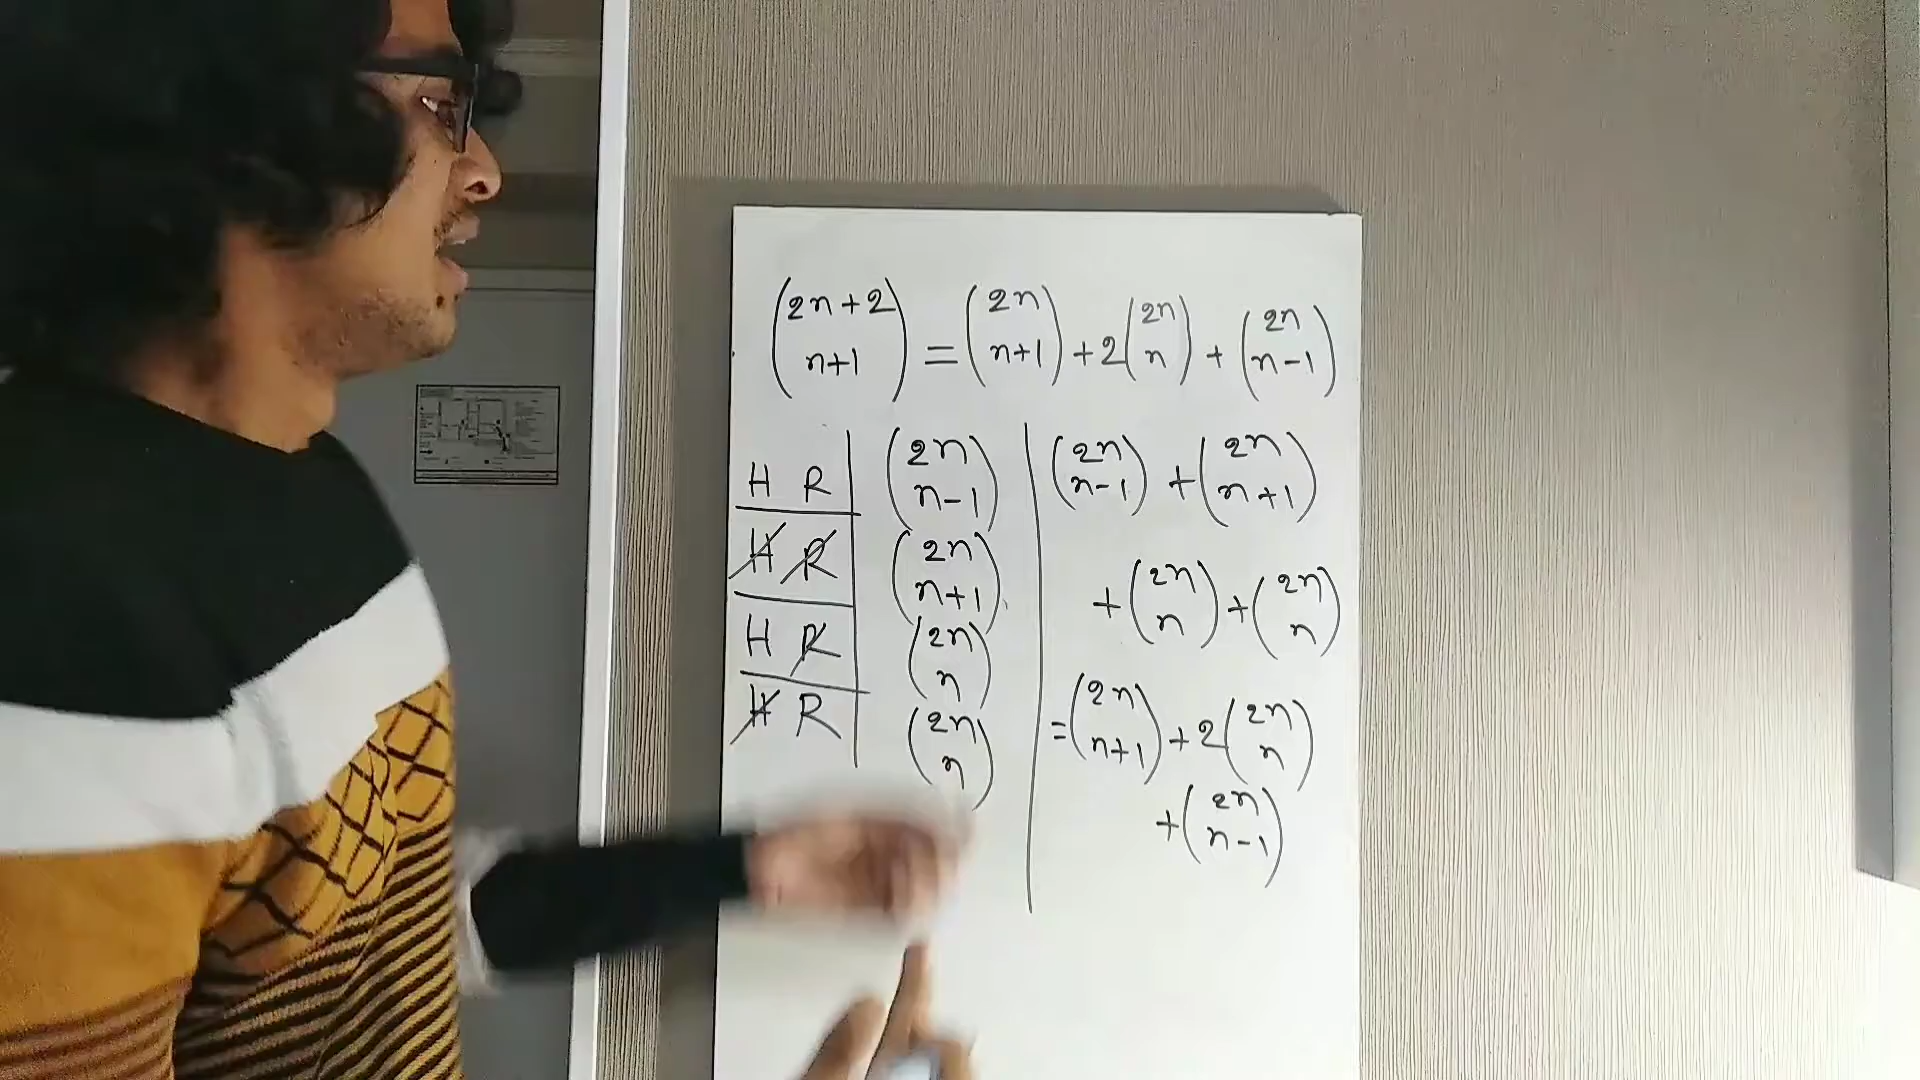 (2n+2 n+1) = (2n n+1) + 2(2n n) + (2n n-1)
H R | (2n n-1)
H̸ R̸ | (2n n+1)
H R̸ | (2n n)
H̸ R | (2n n)
(2n n-1) + (2n n+1)
+ (2n n) + (2n n)
= (2n n+1) + 2(2n n)
+ (2n n-1)